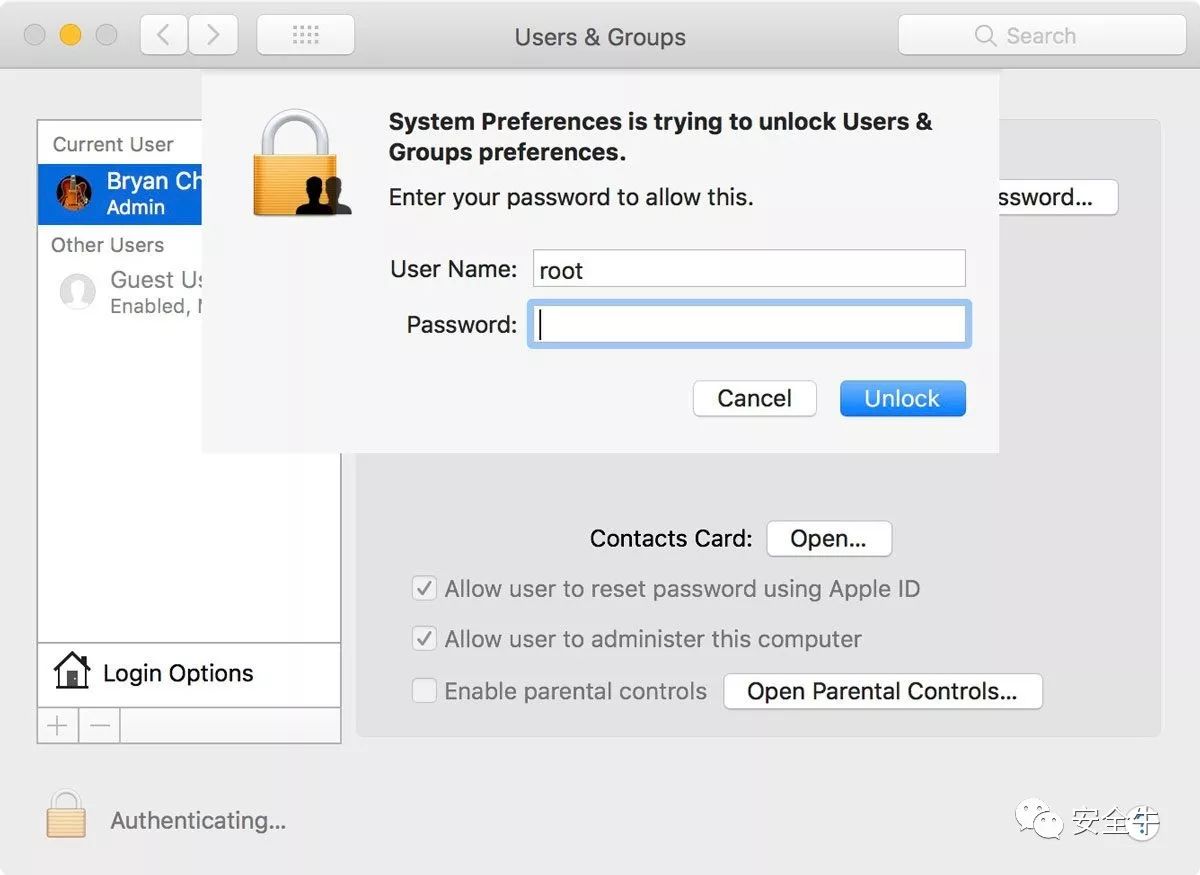 Users & Groups
Search
Current User
Bryan Ch
Admin
Other Users
Guest Us
Enabled,
System Preferences is trying to unlock Users &
Groups preferences.
Enter your password to allow this.
User Name: root
Password:
Cancel
Unlock
ssword...
Contacts Card: Open...
Allow user to reset password using Apple ID
Allow user to administer this computer
Enable parental controls Open Parental Controls...
Login Options
Authenticating...
安全牛
?